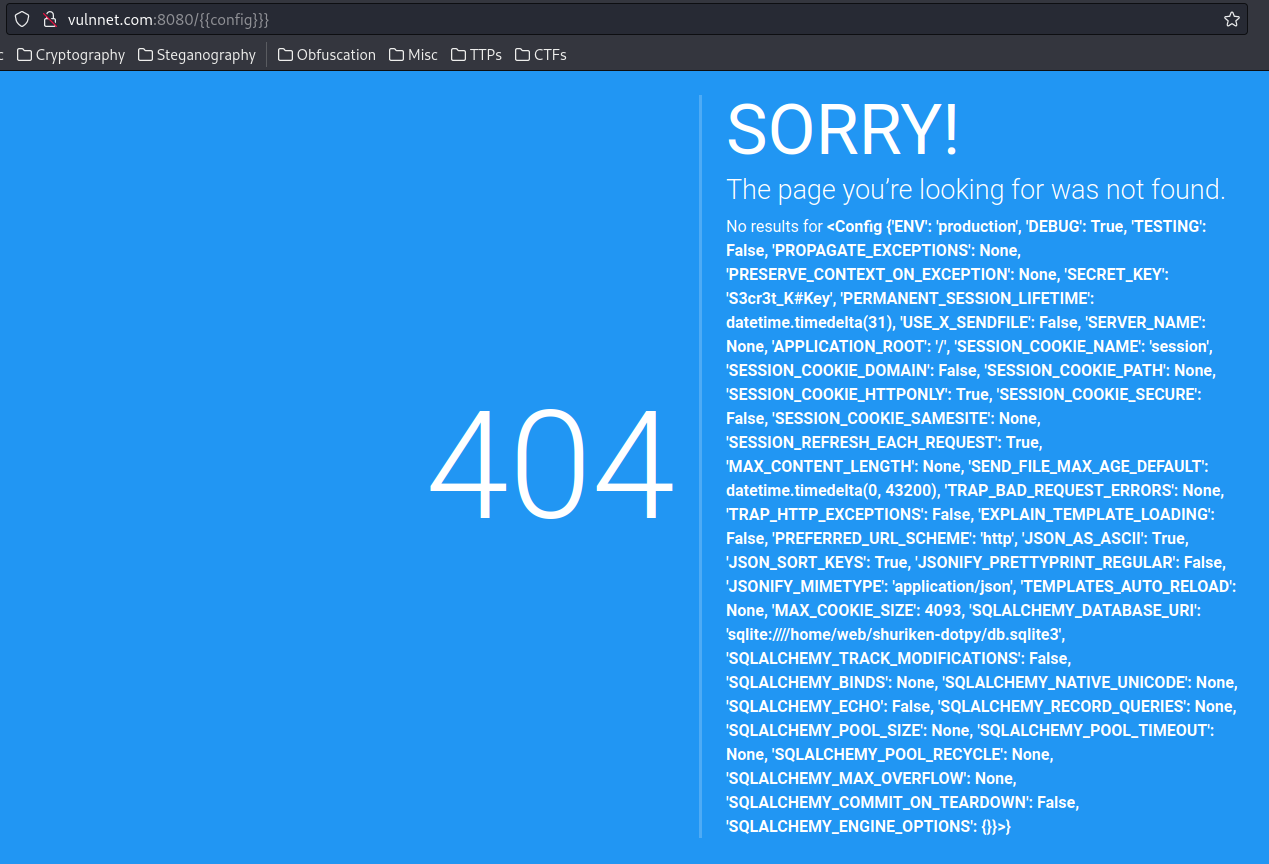 vulnnet.com:8080/{{config}}}
c Cryptography Steganography Obfuscation Misc TTPs CTFs
404
SORRY!
The page you’re looking for was not found.
No results for <Config {'ENV': 'production', 'DEBUG': True, 'TESTING':
False, 'PROPAGATE_EXCEPTIONS': None,
'PRESERVE_CONTEXT_ON_EXCEPTION': None, 'SECRET_KEY':
'S3cr3t_K#Key', 'PERMANENT_SESSION_LIFETIME':
datetime.timedelta(31), 'USE_X_SENDFILE': False, 'SERVER_NAME':
None, 'APPLICATION_ROOT': '/', 'SESSION_COOKIE_NAME': 'session',
'SESSION_COOKIE_DOMAIN': False, 'SESSION_COOKIE_PATH': None,
'SESSION_COOKIE_HTTPONLY': True, 'SESSION_COOKIE_SECURE':
False, 'SESSION_COOKIE_SAMESITE': None,
'SESSION_REFRESH_EACH_REQUEST': True,
'MAX_CONTENT_LENGTH': None, 'SEND_FILE_MAX_AGE_DEFAULT':
datetime.timedelta(0, 43200), 'TRAP_BAD_REQUEST_ERRORS': None,
'TRAP_HTTP_EXCEPTIONS': False, 'EXPLAIN_TEMPLATE_LOADING':
False, 'PREFERRED_URL_SCHEME': 'http', 'JSON_AS_ASCII': True,
'JSON_SORT_KEYS': True, 'JSONIFY_PRETTYPRINT_REGULAR': False,
'JSONIFY_MIMETYPE': 'application/json', 'TEMPLATES_AUTO_RELOAD':
None, 'MAX_COOKIE_SIZE': 4093, 'SQLALCHEMY_DATABASE_URI':
'sqlite:////home/web/shuriken-dotpy/db.sqlite3',
'SQLALCHEMY_TRACK_MODIFICATIONS': False,
'SQLALCHEMY_BINDS': None, 'SQLALCHEMY_NATIVE_UNICODE': None,
'SQLALCHEMY_ECHO': False, 'SQLALCHEMY_RECORD_QUERIES': None,
'SQLALCHEMY_POOL_SIZE': None, 'SQLALCHEMY_POOL_TIMEOUT':
None, 'SQLALCHEMY_POOL_RECYCLE': None,
'SQLALCHEMY_MAX_OVERFLOW': None,
'SQLALCHEMY_COMMIT_ON_TEARDOWN': False,
'SQLALCHEMY_ENGINE_OPTIONS': {}}>}